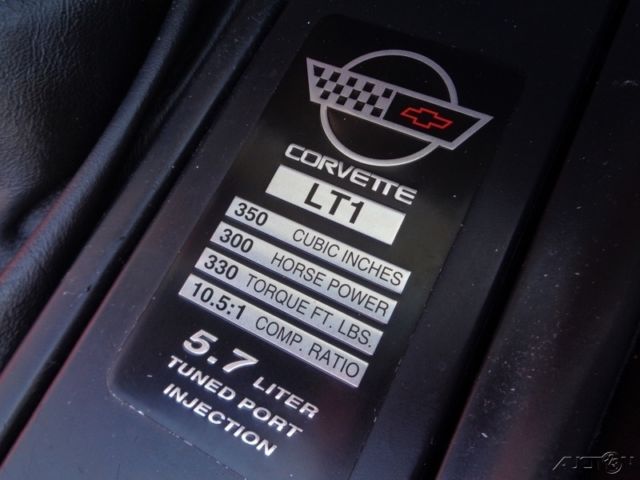 CORVETTE
LT1
350 CUBIC INCHES
300 HORSE POWER
330 TORQUE FT. LBS.
10.5:1 COMP. RATIO
5.7 LITER
TUNED PORT
INJECTION